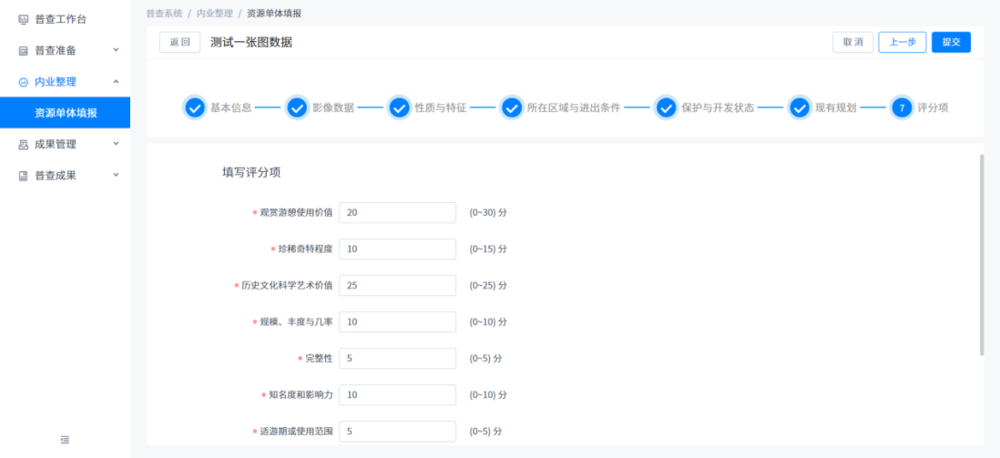 普查工作台
普查准备
内业整理
资源单体填报
成果管理
普查成果
普查系统 / 内业整理 / 资源单体填报
返回 测试一张图数据 取消 上一步 提交
基本信息 影像数据 性质与特征 所在区域与进出条件 保护与开发状态 现有规划 7 评分项
填写评分项
* 观赏游憩使用价值 20 (0~30) 分
* 珍稀奇特程度 10 (0~15) 分
* 历史文化科学艺术价值 25 (0~25) 分
* 规模、丰度与几率 10 (0~10) 分
* 完整性 5 (0~5) 分
* 知名度和影响力 10 (0~10) 分
* 适游期或使用范围 5 (0~5) 分